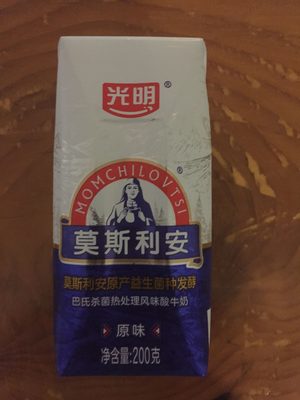 光明®
MOMCHILOVTSI®
莫斯利安
莫斯利安原产益生菌种发酵
巴氏杀菌热处理风味酸牛奶
原味
净含量:200克